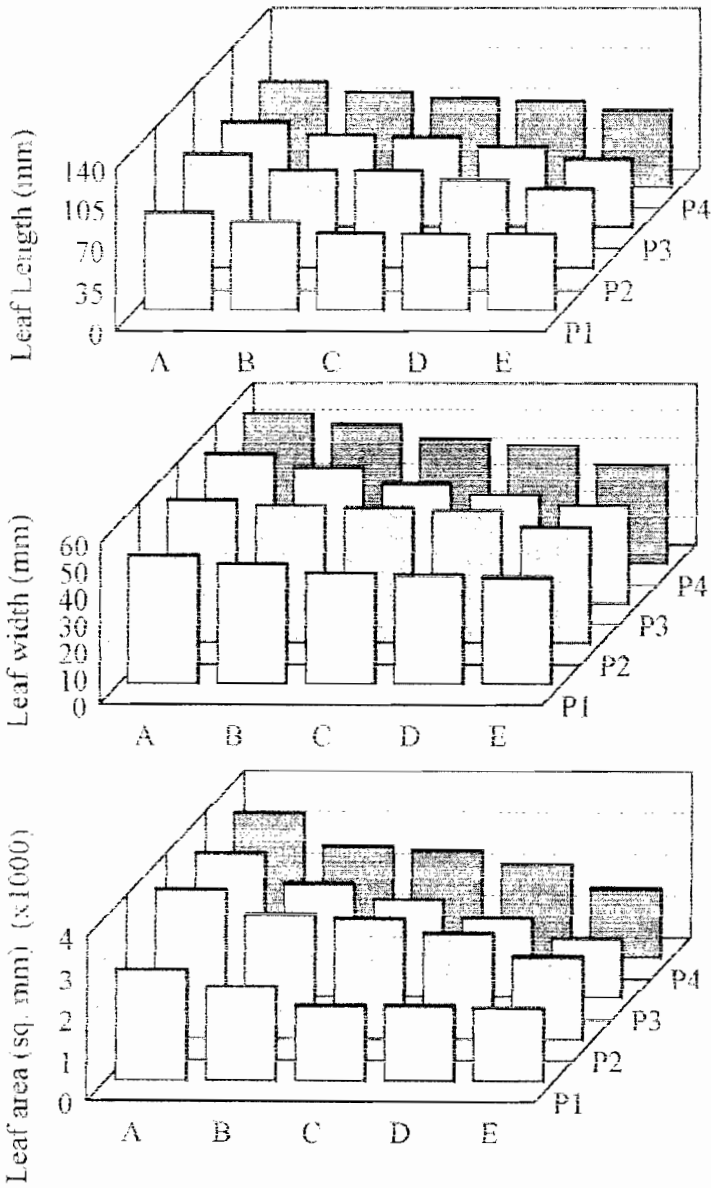 Leaf Length (mm)
140
105
70
35
0
A B C D E
P1
P2
P3
P4
Leaf width (mm)
60
50
40
30
20
10
0
A B C D E
P1
P2
P3
P4
Leaf area (sq. mm) (x1000)
4
3
2
1
0
A B C D E
P1
P2
P3
P4